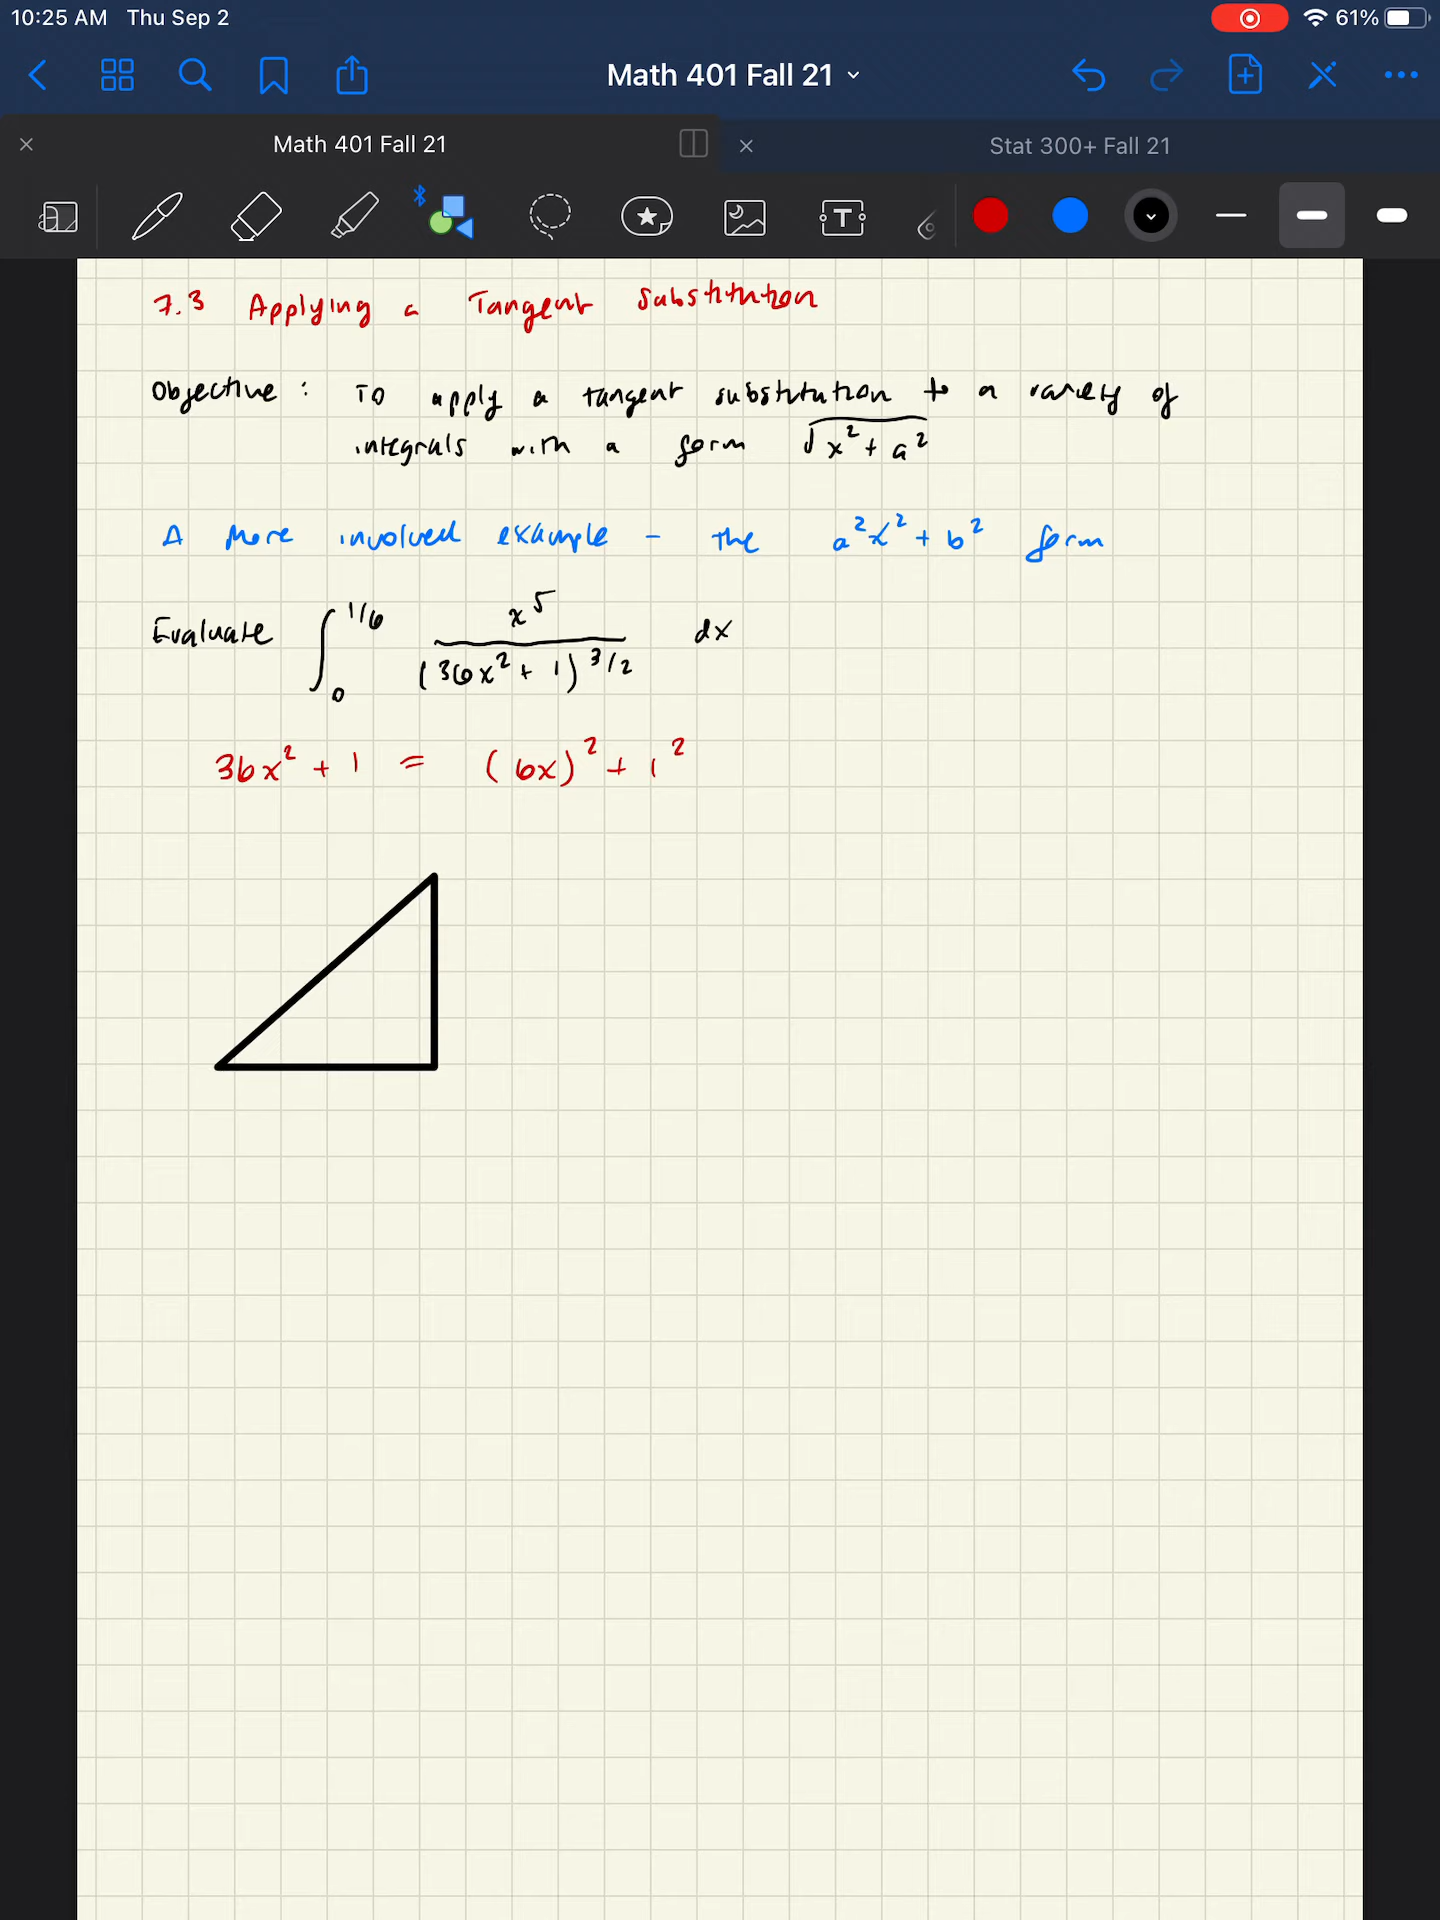 10:25 AM Thu Sep 2 61%
Math 401 Fall 21
Math 401 Fall 21 Stat 300+ Fall 21
7.3 Applying a Tangent Substitution
Objective : To apply a tangent substitution to a variety of
integrals with a form √(x² + a²)
A more involved example - the a²x² + b² form
Evaluate ∫₀^(1/6) x⁵ / (36x² + 1)^(3/2) dx
36x² + 1 = (6x)² + 1²